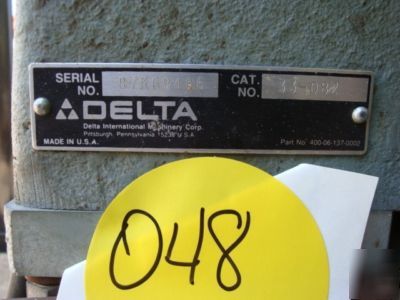 SERIAL NO.
CAT. NO.
DELTA
Delta International Machinery Corp.
Pittsburgh, Pennsylvania 15238 U.S.A.
MADE IN U.S.A.
Part No. 400-06-137-0002
048